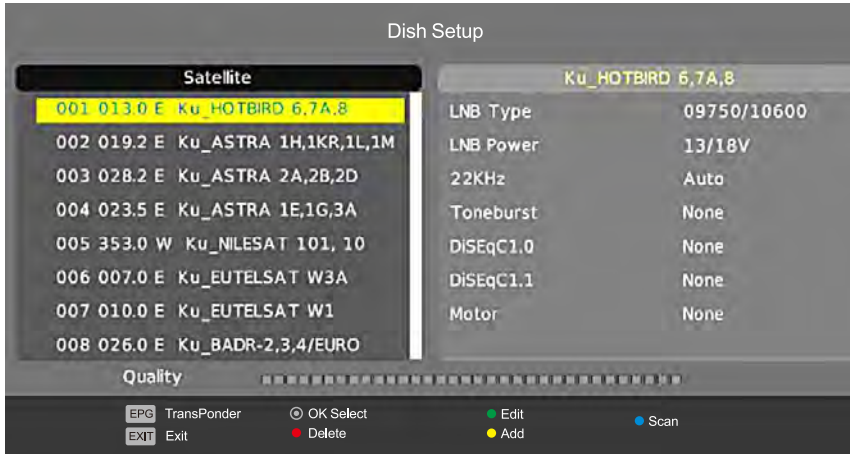 Dish Setup
Satellite
001 013.0 E Ku_HOTBIRD 6,7A,8
002 019.2 E Ku_ASTRA 1H,1KR,1L,1M
003 028.2 E Ku_ASTRA 2A,2B,2D
004 023.5 E Ku_ASTRA 1E,1G,3A
005 353.0 W Ku_NILESAT 101, 10
006 007.0 E Ku_EUTELSAT W3A
007 010.0 E Ku_EUTELSAT W1
008 026.0 E Ku_BADR-2,3,4/EURO
Ku_HOTBIRD 6,7A,8
LNB Type 09750/10600
LNB Power 13/18V
22KHz Auto
Toneburst None
DiSEqC1.0 None
DiSEqC1.1 None
Motor None
Quality
EPG TransPonder OK Select Edit Scan
EXIT Exit Delete Add